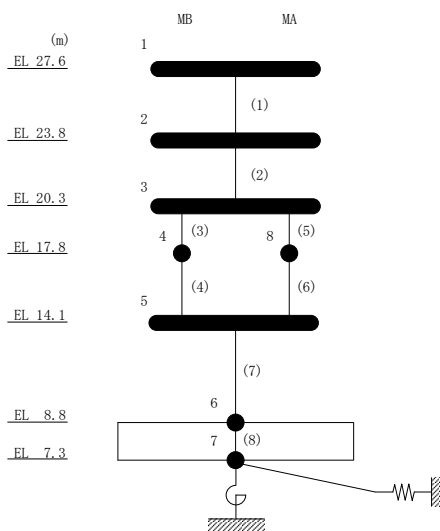 MB MA
(m)
1
EL 27.6
(1)
2
EL 23.8
(2)
3
EL 20.3
(3) (5)
4 8
EL 17.8
(4) (6)
5
EL 14.1
(7)
6
EL 8.8
7 (8)
EL 7.3